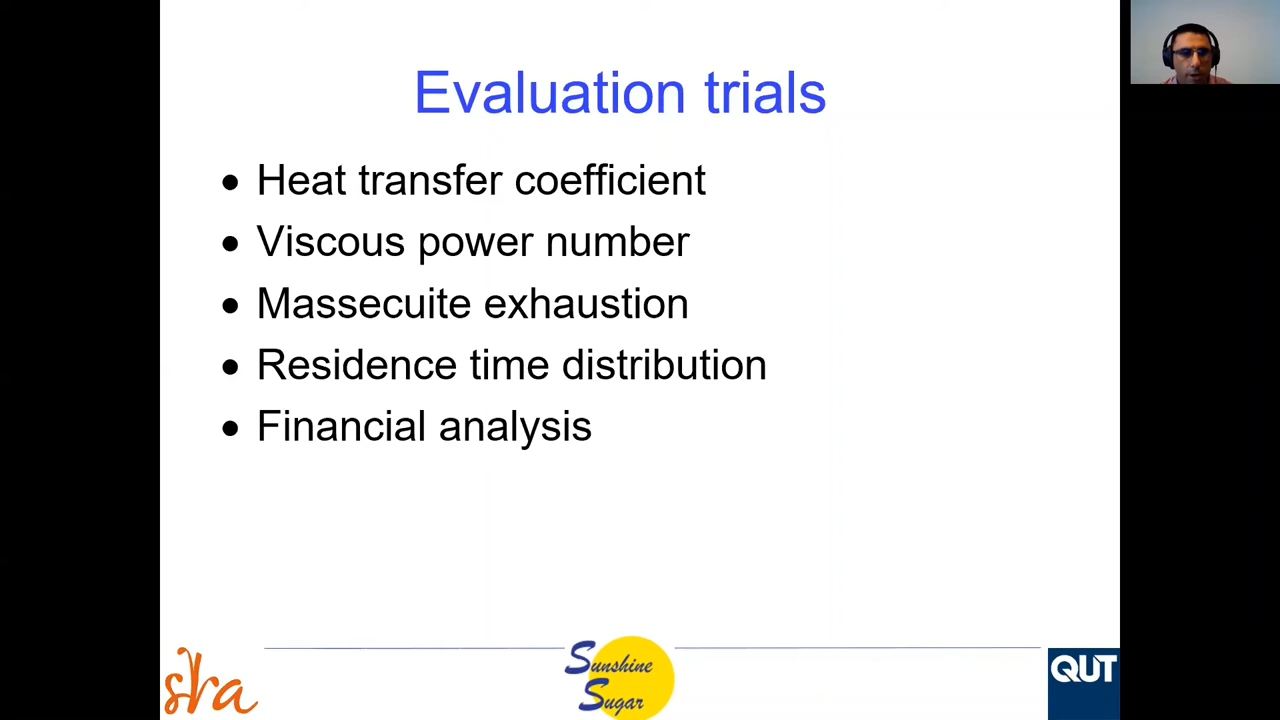 Evaluation trials
• Heat transfer coefficient
• Viscous power number
• Massecuite exhaustion
• Residence time distribution
• Financial analysis
sra
Sunshine
Sugar
QUT